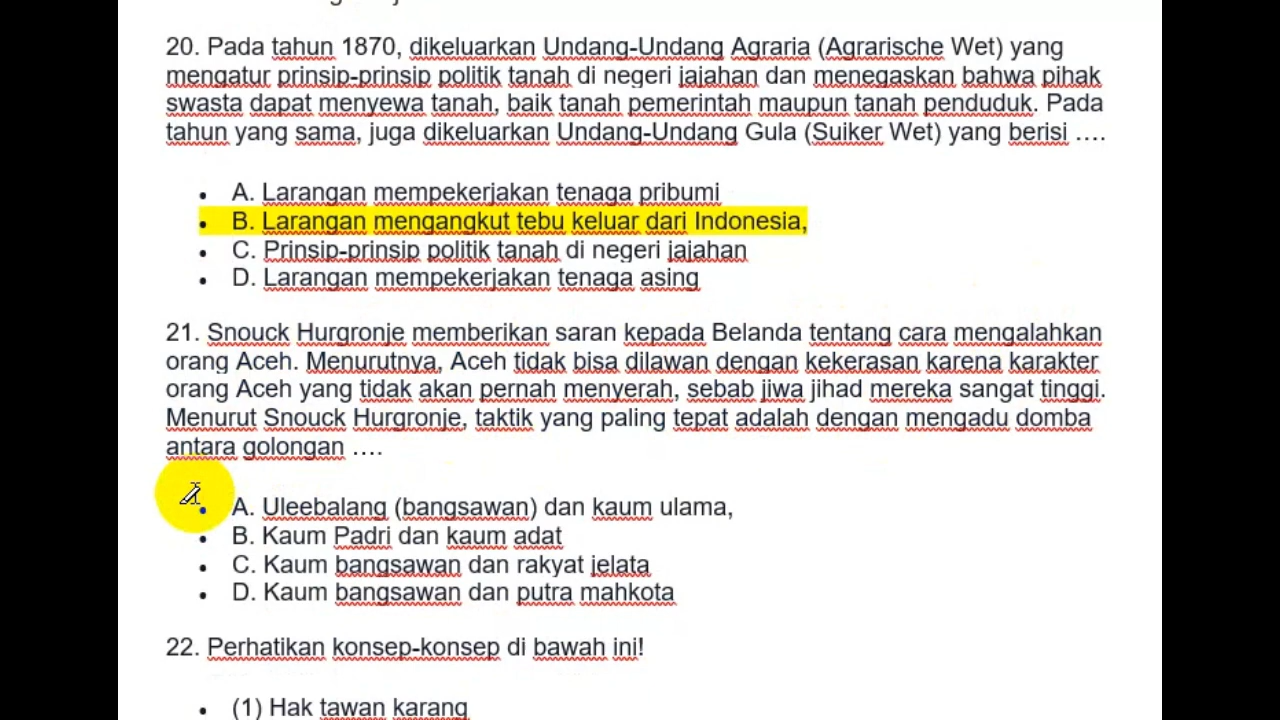 20. Pada tahun 1870, dikeluarkan Undang-Undang Agraria (Agrarische Wet) yang
mengatur prinsip-prinsip politik tanah di negeri jajahan dan menegaskan bahwa pihak
swasta dapat menyewa tanah, baik tanah pemerintah maupun tanah penduduk. Pada
tahun yang sama, juga dikeluarkan Undang-Undang Gula (Suiker Wet) yang berisi ….
• A. Larangan mempekerjakan tenaga pribumi
• B. Larangan mengangkut tebu keluar dari Indonesia,
• C. Prinsip-prinsip politik tanah di negeri jajahan
• D. Larangan mempekerjakan tenaga asing
21. Snouck Hurgronje memberikan saran kepada Belanda tentang cara mengalahkan
orang Aceh. Menurutnya, Aceh tidak bisa dilawan dengan kekerasan karena karakter
orang Aceh yang tidak akan pernah menyerah, sebab jiwa jihad mereka sangat tinggi.
Menurut Snouck Hurgronje, taktik yang paling tepat adalah dengan mengadu domba
antara golongan ….
• A. Uleebalang (bangsawan) dan kaum ulama,
• B. Kaum Padri dan kaum adat
• C. Kaum bangsawan dan rakyat jelata
• D. Kaum bangsawan dan putra mahkota
22. Perhatikan konsep-konsep di bawah ini!
• (1) Hak tawan karang